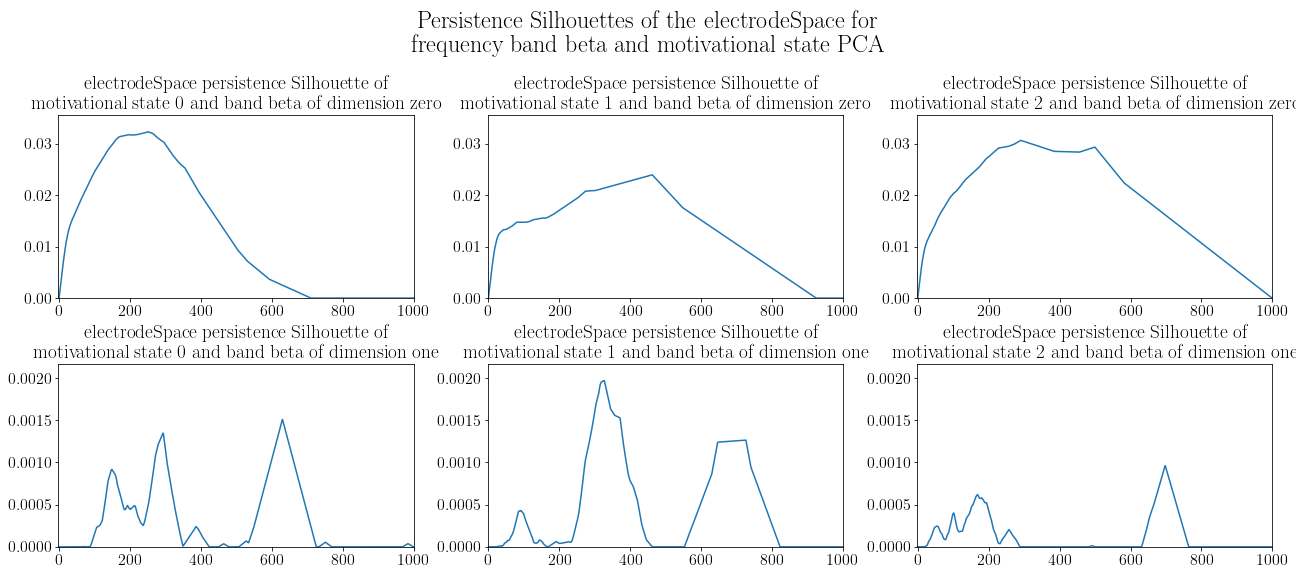 Persistence Silhouettes of the electrodeSpace for
frequency band beta and motivational state PCA
electrodeSpace persistence Silhouette of
motivational state 0 and band beta of dimension zero
electrodeSpace persistence Silhouette of
motivational state 1 and band beta of dimension zero
electrodeSpace persistence Silhouette of
motivational state 2 and band beta of dimension zero
0.03
0.02
0.01
0.00
0 200 400 600 800 1000
0.03
0.02
0.01
0.00
0 200 400 600 800 1000
0.03
0.02
0.01
0.00
0 200 400 600 800 1000
electrodeSpace persistence Silhouette of
motivational state 0 and band beta of dimension one
electrodeSpace persistence Silhouette of
motivational state 1 and band beta of dimension one
electrodeSpace persistence Silhouette of
motivational state 2 and band beta of dimension one
0.0020
0.0015
0.0010
0.0005
0.0000
0 200 400 600 800 1000
0.0020
0.0015
0.0010
0.0005
0.0000
0 200 400 600 800 1000
0.0020
0.0015
0.0010
0.0005
0.0000
0 200 400 600 800 1000